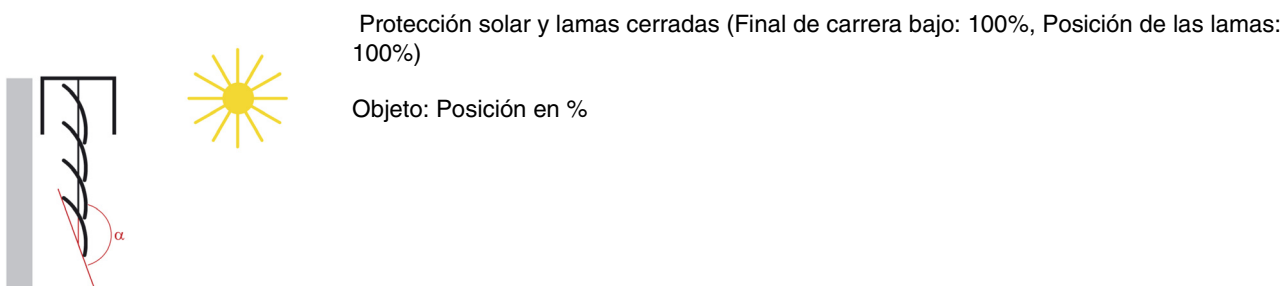 Protección solar y lamas cerradas (Final de carrera bajo: 100%, Posición de las lamas:
100%)
Objeto: Posición en %
α